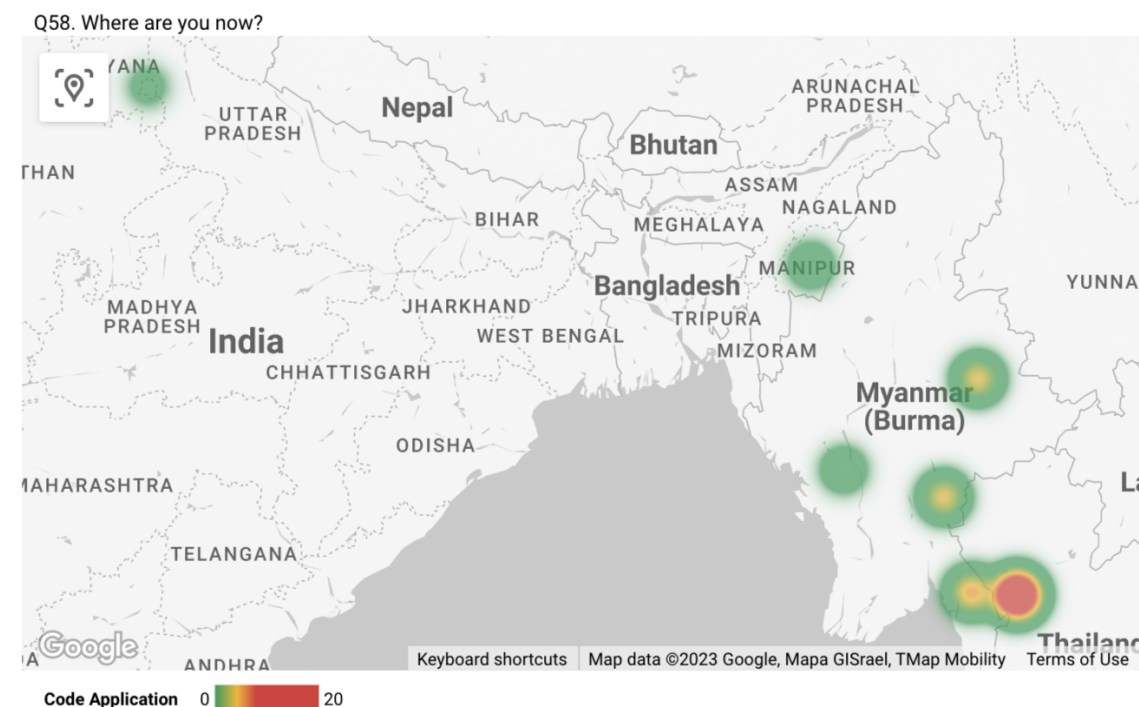 Q58. Where are you now?
YANA
UTTAR
PRADESH
Nepal
ARUNACHAL
PRADESH
Bhutan
THAN
ASSAM
NAGALAND
BIHAR
MEGHALAYA
MANIPUR
Bangladesh
YUNNA
MADHYA
PRADESH
JHARKHAND
TRIPURA
India
WEST BENGAL
MIZORAM
CHHATTISGARH
Myanmar
(Burma)
ODISHA
MAHARASHTRA
La
TELANGANA
Google
Thailand
A
ANDHRA
Keyboard shortcuts
Map data ©2023 Google, Mapa GISrael, TMap Mobility
Terms of Use
Code Application 0 20